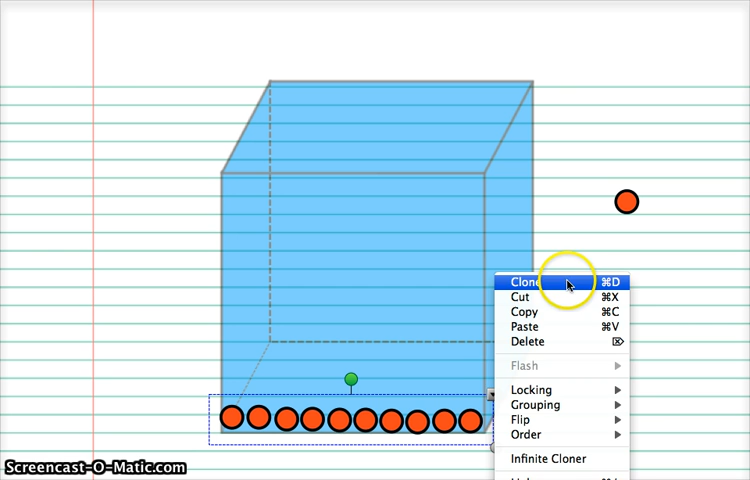 Clone ⌘D
Cut ⌘X
Copy ⌘C
Paste ⌘V
Delete ⌦
Flash
Locking
Grouping
Flip
Order
Infinite Cloner
Screencast-O-Matic.com